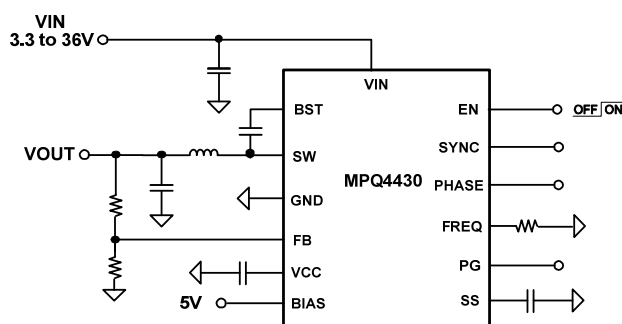 VIN
3.3 to 36V
VIN
BST
EN
OFF ON
VOUT
SW
SYNC
MPQ4430
PHASE
GND
FREQ
FB
VCC
PG
5V
BIAS
SS